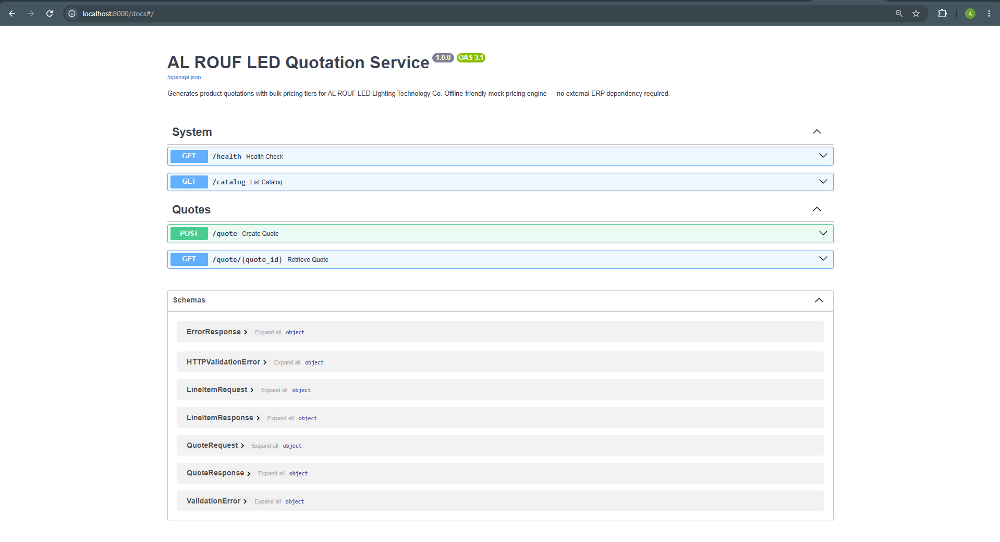 localhost:8000/docs#/
A
AL ROUF LED Quotation Service 1.0.0 OAS 3.1
/openapi.json
Generates product quotations with bulk pricing tiers for AL ROUF LED Lighting Technology Co. Offline-friendly mock pricing engine — no external ERP dependency required.
System
GET /health Health Check
GET /catalog List Catalog
Quotes
POST /quote Create Quote
GET /quote/{quote_id} Retrieve Quote
Schemas
ErrorResponse Expand all object
HTTPValidationError Expand all object
LineItemRequest Expand all object
LineItemResponse Expand all object
QuoteRequest Expand all object
QuoteResponse Expand all object
ValidationError Expand all object